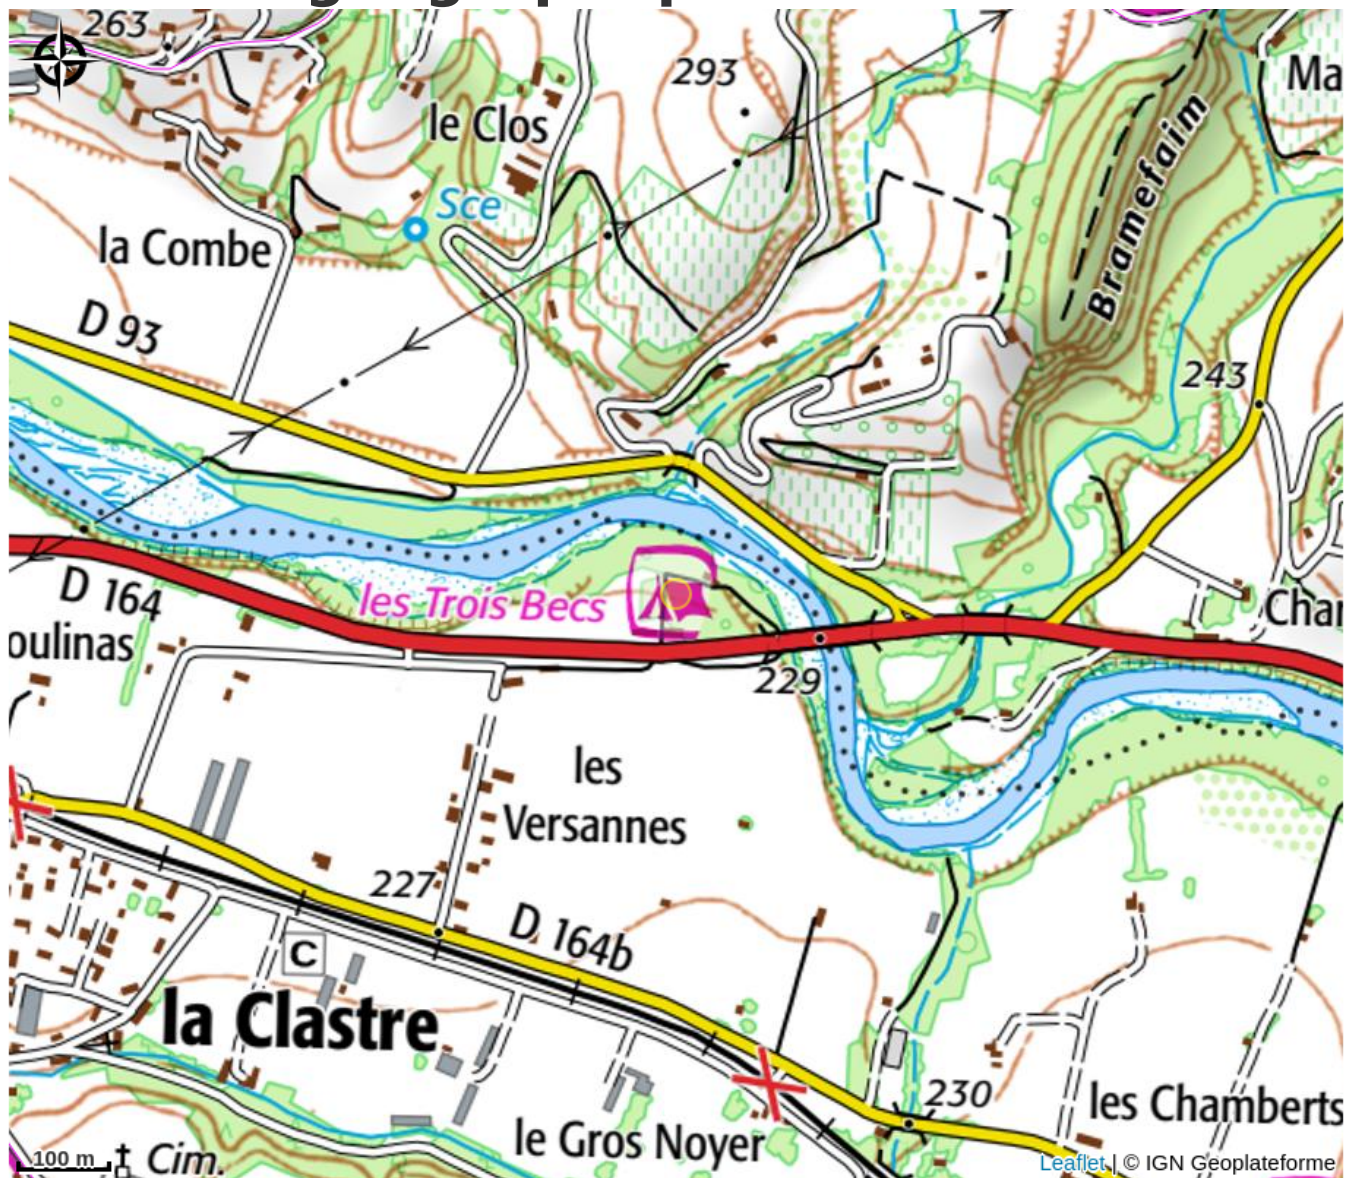 263
293
Ma
le Clos
Sce
la Combe
Bramefaim
D 93
243
D 164
les Trois Becs
Char
oulinas
229
les
Versannes
227
D 164b
C
la Clastre
230
les Chamberts
le Gros Noyer
Cim.
100 m
Leaflet | © IGN Geoplateforme